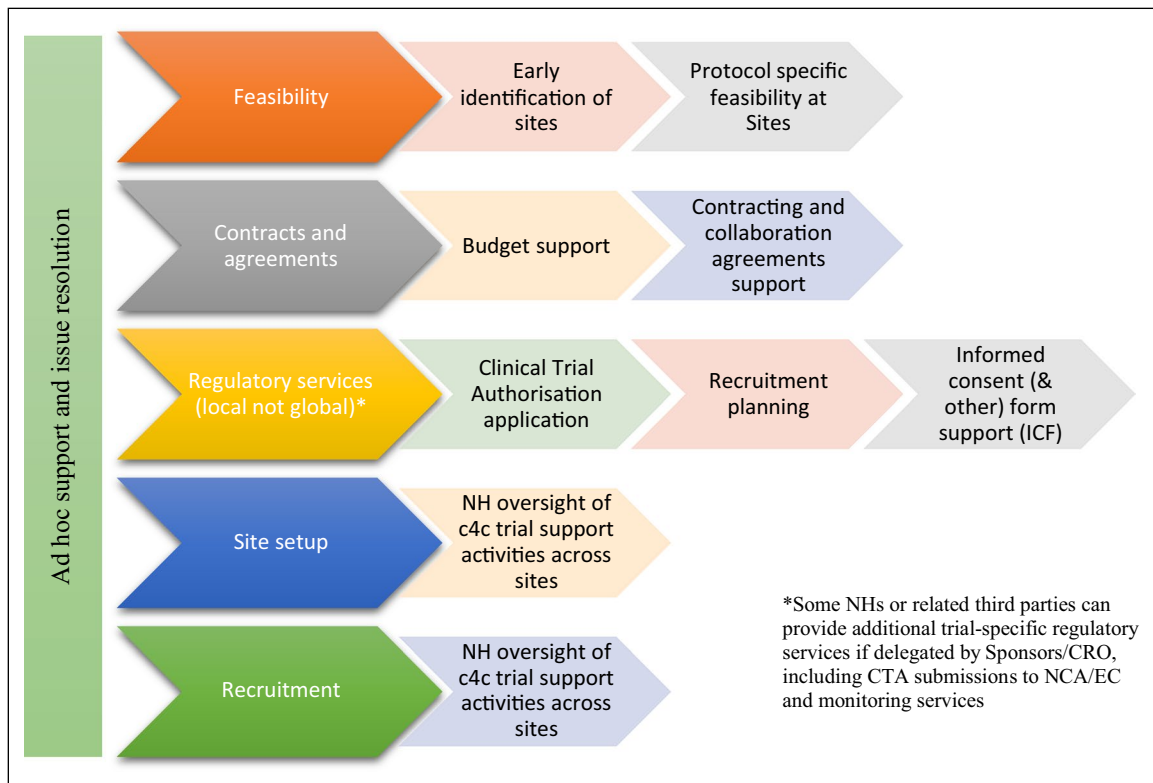 Ad hoc support and issue resolution
Feasibility
Early
identification of
sites
Protocol specific
feasibility at
Sites
Contracts and
agreements
Budget support
Contracting and
collaboration
agreements
support
Regulatory services
(local not global)*
Clinical Trial
Authorisation
application
Recruitment
planning
Informed
consent (&
other) form
support (ICF)
Site setup
NH oversight of
c4c trial support
activities across
sites
Recruitment
NH oversight of
c4c trial support
activities across
sites
*Some NHs or related third parties can
provide additional trial-specific regulatory
services if delegated by Sponsors/CRO,
including CTA submissions to NCA/EC
and monitoring services